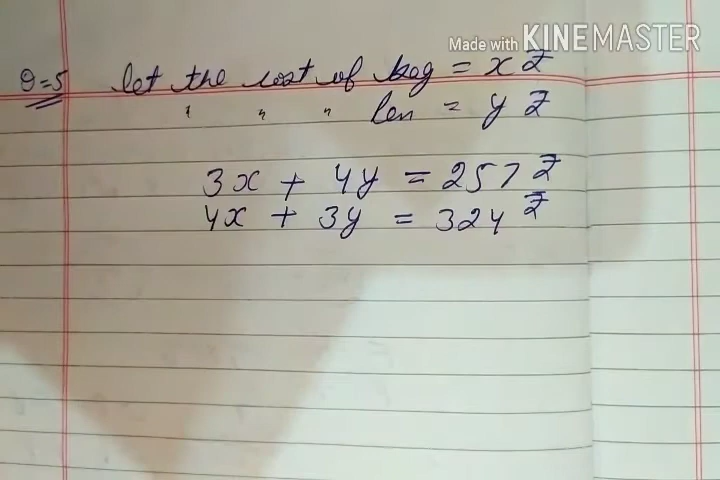 Made with KINEMASTER
Q=5 let the cost of bag = x ₹
" " " Pen = y ₹
3x + 4y = 257 ₹
4x + 3y = 324 ₹